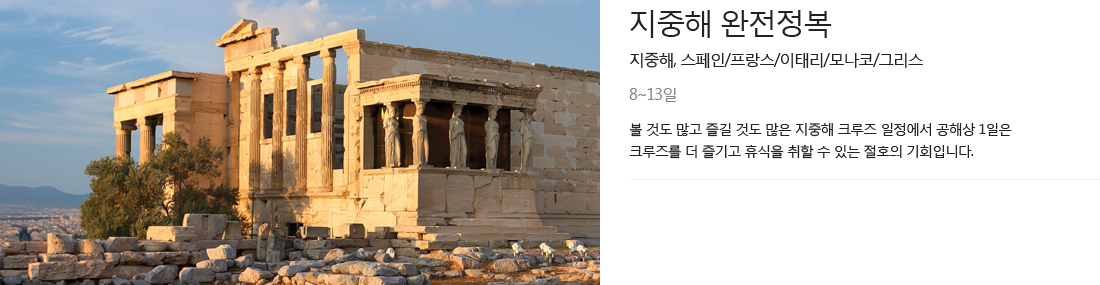 지중해 완전정복
지중해, 스페인/프랑스/이태리/모나코/그리스
8~13일
볼 것도 많고 즐길 것도 많은 지중해 크루즈 일정에서 공해상 1일은
크루즈를 더 즐기고 휴식을 취할 수 있는 절호의 기회입니다.